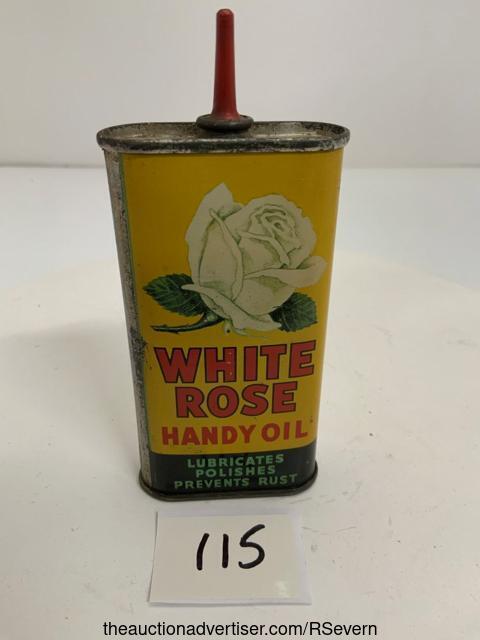 WHITE
ROSE
HANDY OIL
LUBRICATES
POLISHES
PREVENTS RUST
115
theauctionadvertiser.com/RSevern